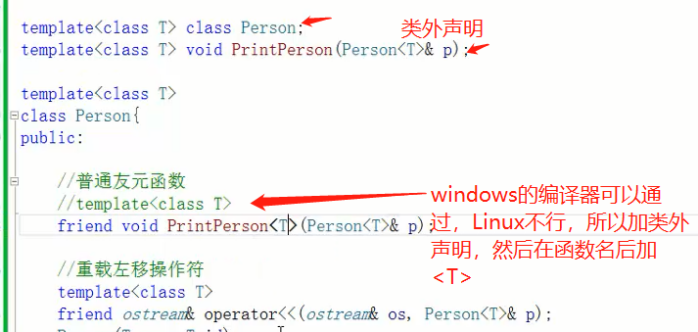 template<class T> class Person;
类外声明
template<class T> void PrintPerson(Person<T>& p);
template<class T>
class Person{
public:
//普通友元函数
//template<class T>
friend void PrintPerson<T>(Person<T>& p);
windows的编译器可以通
过，Linux不行，所以加类外
声明，然后在函数名后加
<T>
//重载左移操作符
template<class T>
friend ostream& operator<<(ostream& os, Person<T>& p);